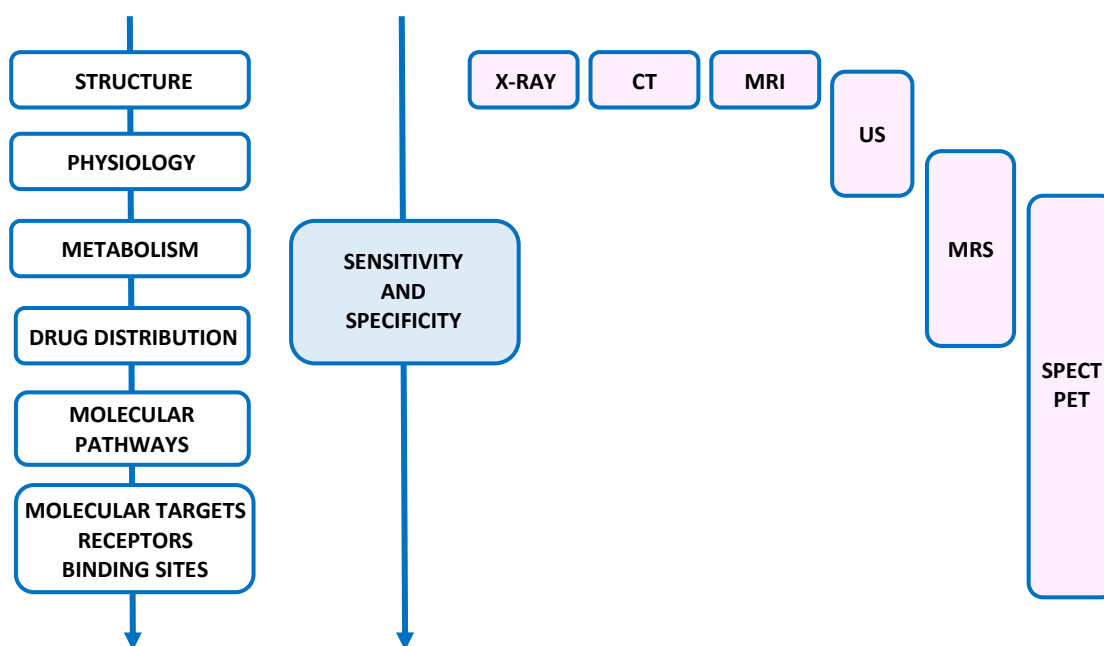 STRUCTURE
PHYSIOLOGY
METABOLISM
DRUG DISTRIBUTION
MOLECULAR
PATHWAYS
MOLECULAR TARGETS
RECEPTORS
BINDING SITES
SENSITIVITY
AND
SPECIFICITY
X-RAY
CT
MRI
US
MRS
SPECT
PET